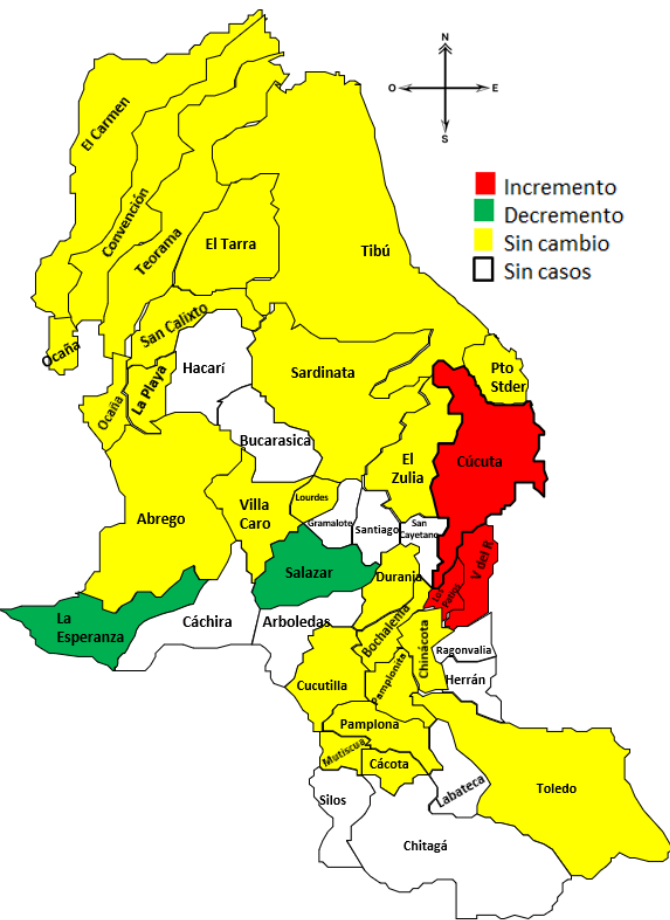 N
O
E
S
Incremento
Decremento
Sin cambio
Sin casos
El Carmen
Convención
Teorama
El Tarra
Tibú
San Calixto
Ocaña
Hacarí
La Playa
Ocaña
Sardinata
Pto
Stder
Bucarasica
El
Zulia
Cúcuta
Abrego
Villa
Caro
Lourdes
Gramalote
Santiago
San
Cayetano
Salazar
Durania
Los
Patios
V del R.
La
Esperanza
Cáchira
Arboledas
Bochalema
Chinácota
Ragonvalia
Herrán
Cucutilla
Pamplonita
Pamplona
Mutiscua
Cácota
Silos
Labateca
Toledo
Chitagá